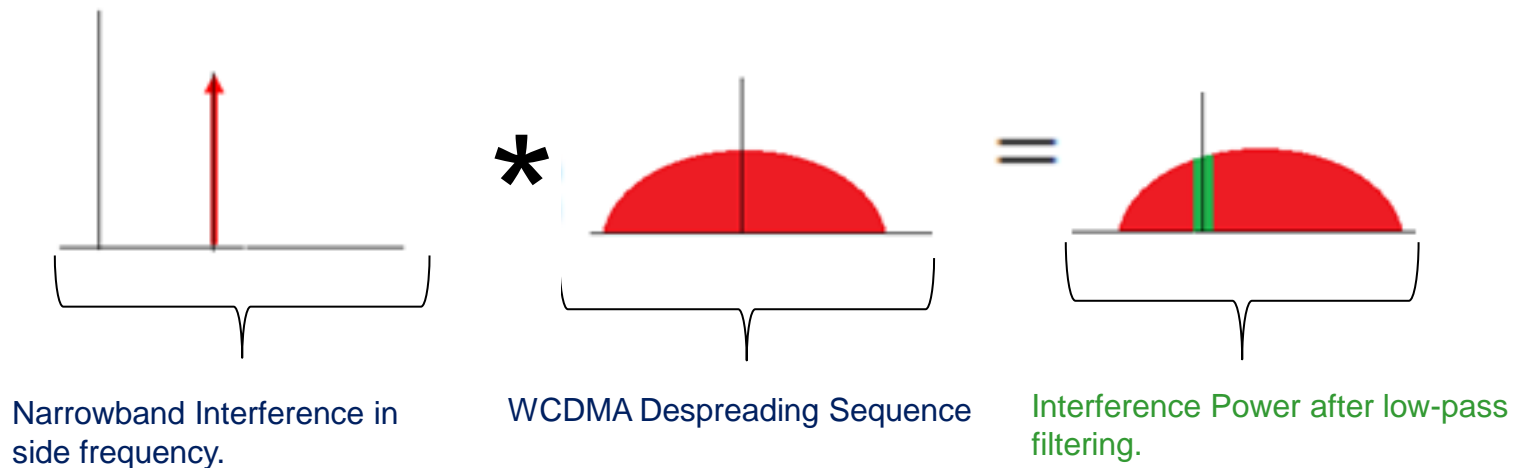 *
=
Narrowband Interference in
side frequency.
WCDMA Despreading Sequence
Interference Power after low-pass
filtering.